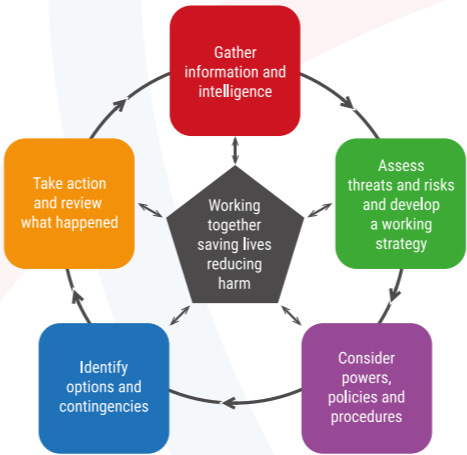 Gather
information and
intelligence
Assess
threats and risks
and develop
a working
strategy
Consider
powers,
policies and
procedures
Identify
options and
contingencies
Take action
and review
what happened
Working
together
saving lives
reducing
harm